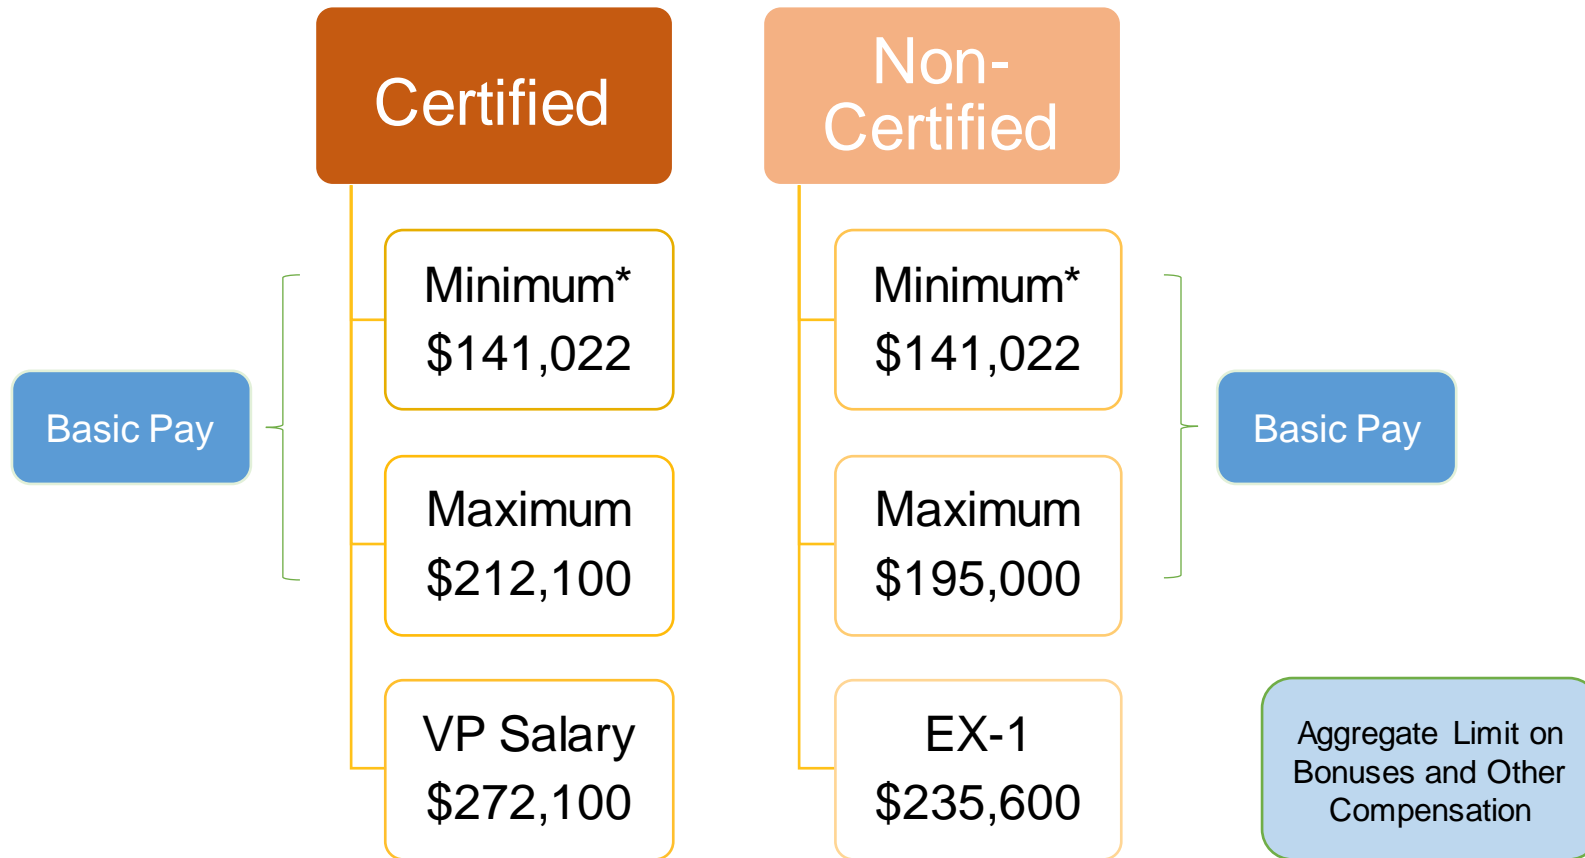 Certified
Non-
Certified
Minimum*
$141,022
Minimum*
$141,022
Basic Pay
Basic Pay
Maximum
$212,100
Maximum
$195,000
VP Salary
$272,100
EX-1
$235,600
Aggregate Limit on
Bonuses and Other
Compensation